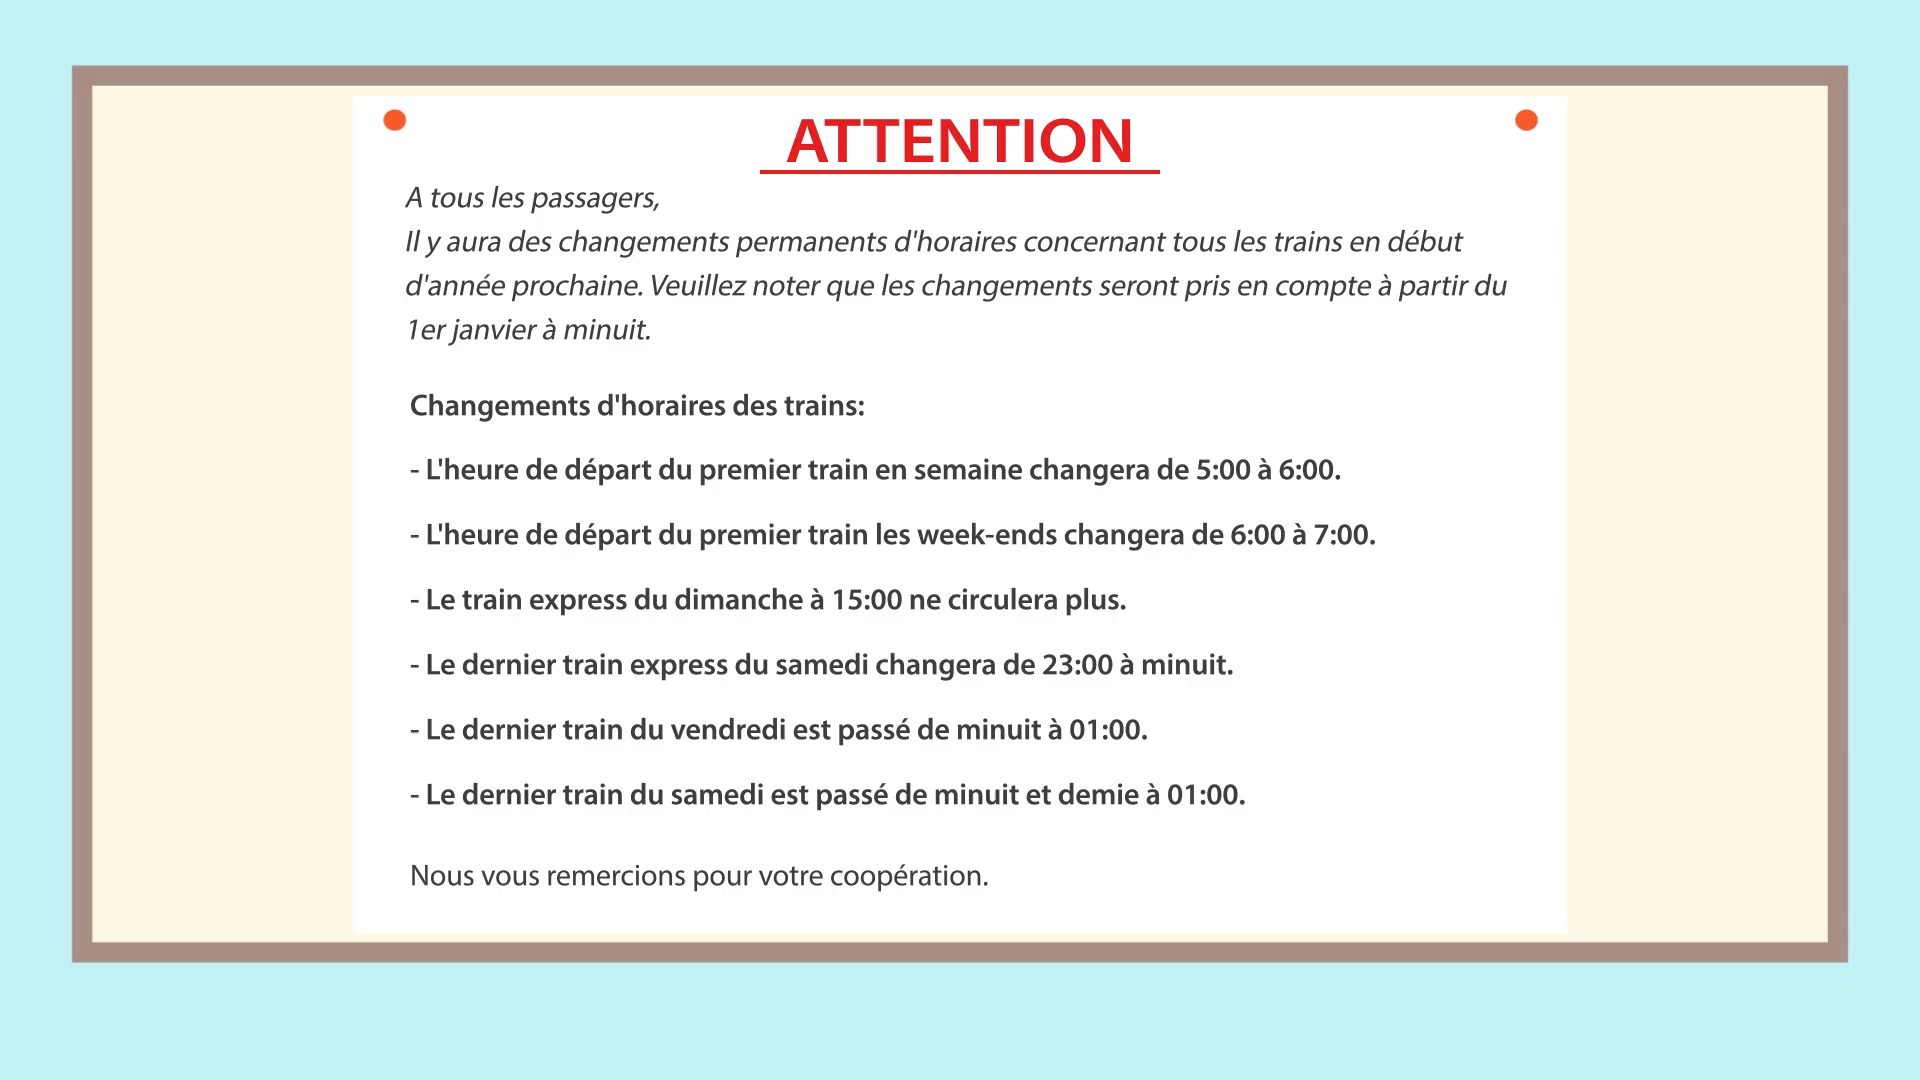 ATTENTION
A tous les passagers,
Il y aura des changements permanents d'horaires concernant tous les trains en début
d'année prochaine. Veuillez noter que les changements seront pris en compte à partir du
1er janvier à minuit.
Changements d'horaires des trains:
- L'heure de départ du premier train en semaine changera de 5:00 à 6:00.
- L'heure de départ du premier train les week-ends changera de 6:00 à 7:00.
- Le train express du dimanche à 15:00 ne circulera plus.
- Le dernier train express du samedi changera de 23:00 à minuit.
- Le dernier train du vendredi est passé de minuit à 01:00.
- Le dernier train du samedi est passé de minuit et demie à 01:00.
Nous vous remercions pour votre coopération.